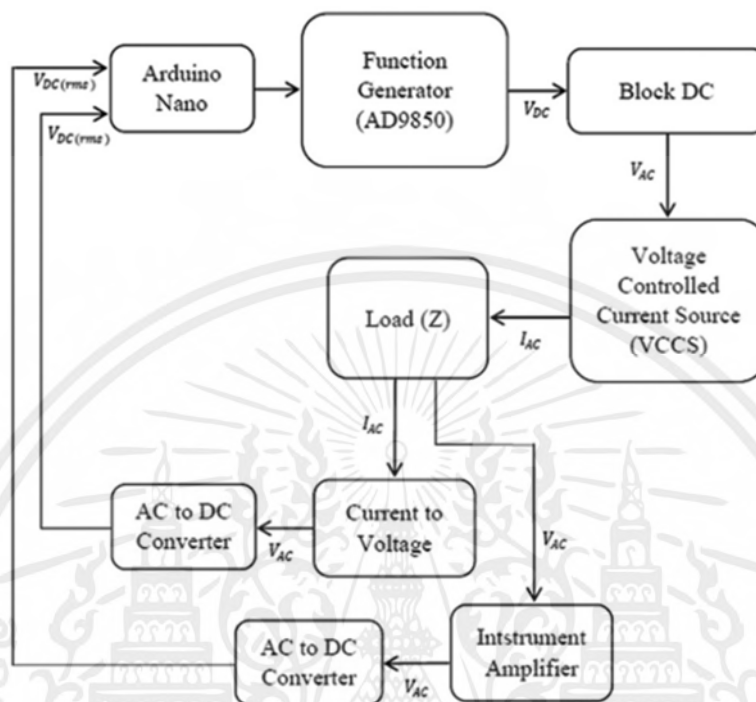 V_DC(rms)
Arduino
Nano
V_DC(rms)
Function
Generator
(AD9850)
V_DC
Block DC
V_AC
Voltage
Controlled
Current Source
(VCCS)
I_AC
Load (Z)
I_AC
V_AC
Current to
Voltage
V_AC
AC to DC
Converter
Intstrument
Amplifier
V_AC
AC to DC
Converter